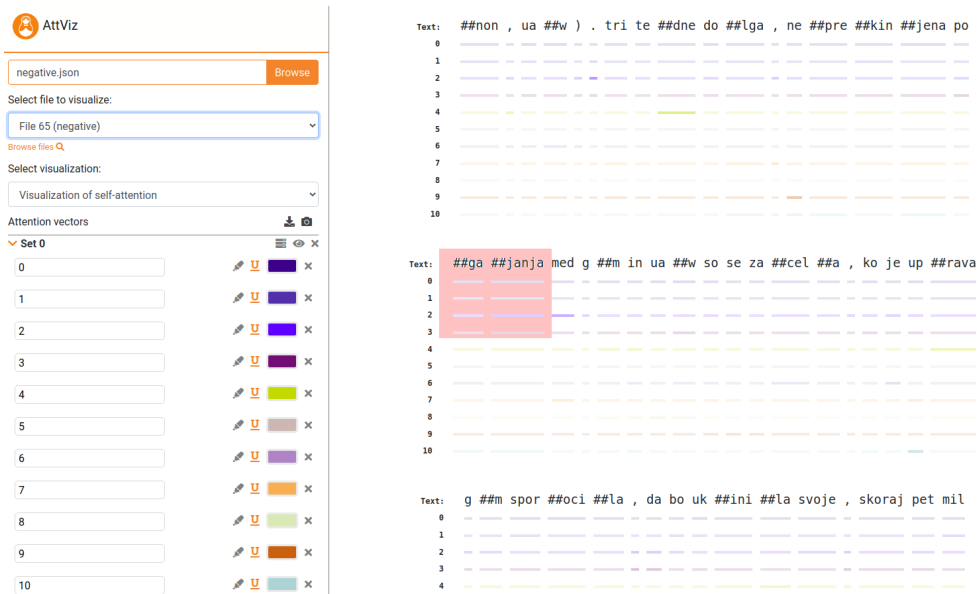 AttViz
negative.json
Browse
Select file to visualize:
File 65 (negative)
Browse files
Select visualization:
Visualization of self-attention
Attention vectors
Set 0
0
1
2
3
4
5
6
7
8
9
10
Text: ##non , ua ##w ) . tri te ##dne do ##lga , ne ##pre ##kin ##jena po
0
1
2
3
4
5
6
7
8
9
10
Text: ##ga ##janja med g ##m in ua ##w so se za ##cel ##a , ko je up ##rava
0
1
2
3
4
5
6
7
8
9
10
Text: g ##m spor ##oci ##la , da bo uk ##ini ##la svoje , skoraj pet mil
0
1
2
3
4